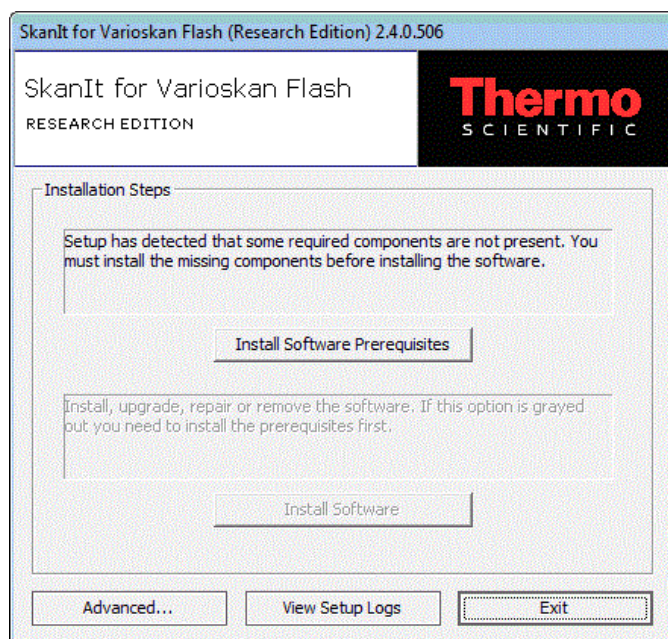 SkanIt for Varioskan Flash (Research Edition) 2.4.0.506
SkanIt for Varioskan Flash
RESEARCH EDITION
Thermo
SCIENTIFIC
Installation Steps
Setup has detected that some required components are not present. You
must install the missing components before installing the software.
Install Software Prerequisites
Install, upgrade, repair or remove the software. If this option is grayed
out you need to install the prerequisites first.
Install Software
Advanced...
View Setup Logs
Exit